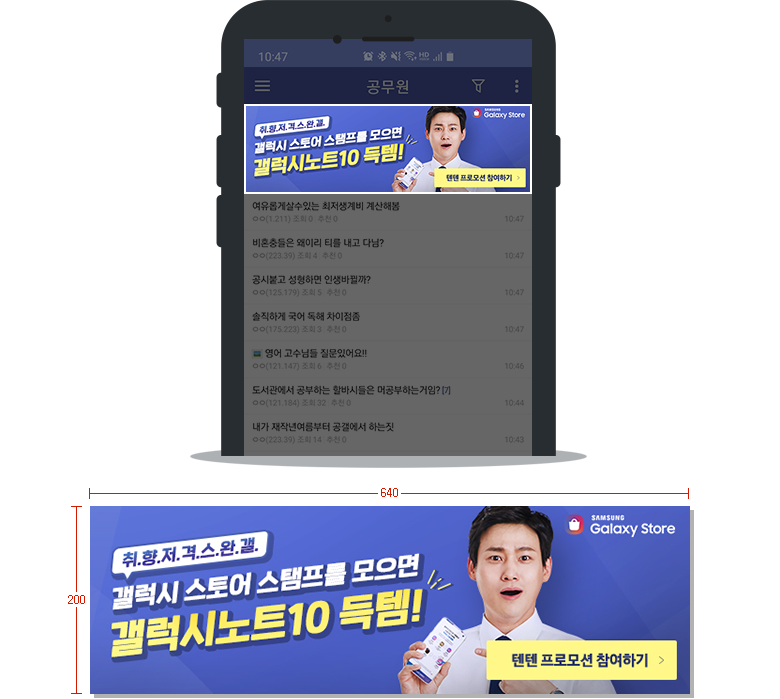 10:47
공무원
SAMSUNG
Galaxy Store
취.향.저.격.스.완.갤.
갤럭시 스토어 스탬프를 모으면
갤럭시노트10 득템!
텐텐 프로모션 참여하기 >
여유롭게살수있는 최저생계비 계산해봄
ㅇㅇ(1.211) 조회 0 추천 0 10:47
비혼충들은 왜이리 티를 내고 다님?
ㅇㅇ(223.39) 조회 4 추천 0 10:47
공시붙고 성형하면 인생바뀔까?
ㅇㅇ(125.179) 조회 5 추천 0 10:47
솔직하게 국어 독해 차이점좀
ㅇㅇ(175.223) 조회 3 추천 0 10:47
영어 고수님들 질문있어요!!
ㅇㅇ(121.147) 조회 6 추천 0 10:46
도서관에서 공부하는 할바시들은 머공부하는거임? [7]
ㅇㅇ(121.184) 조회 32 추천 0 10:44
내가 재작년여름부터 공갤에서 하는짓
ㅇㅇ(223.39) 조회 14 추천 0 10:43
640
200
SAMSUNG
Galaxy Store
취.향.저.격.스.완.갤.
갤럭시 스토어 스탬프를 모으면
갤럭시노트10 득템!
텐텐 프로모션 참여하기 >